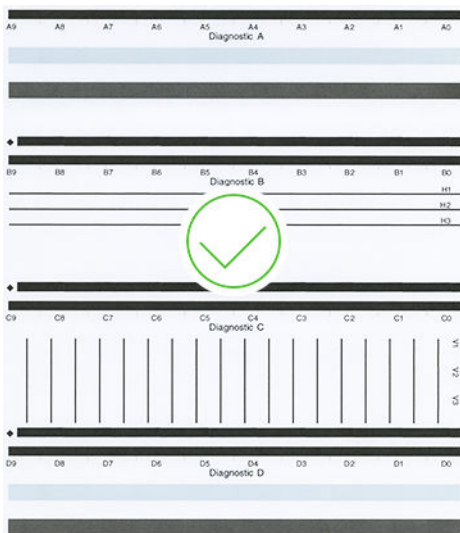 A9 A8 A7 A6 A5 A4 A3 A2 A1 A0
Diagnostic A
B9 B8 B7 B6 B5 B4 B3 B2 B1 B0
Diagnostic B
H1
H2
H3
C9 C8 C7 C6 C5 C4 C3 C2 C1 C0
Diagnostic C
V1
V2
V3
D9 D8 D7 D6 D5 D4 D3 D2 D1 D0
Diagnostic D